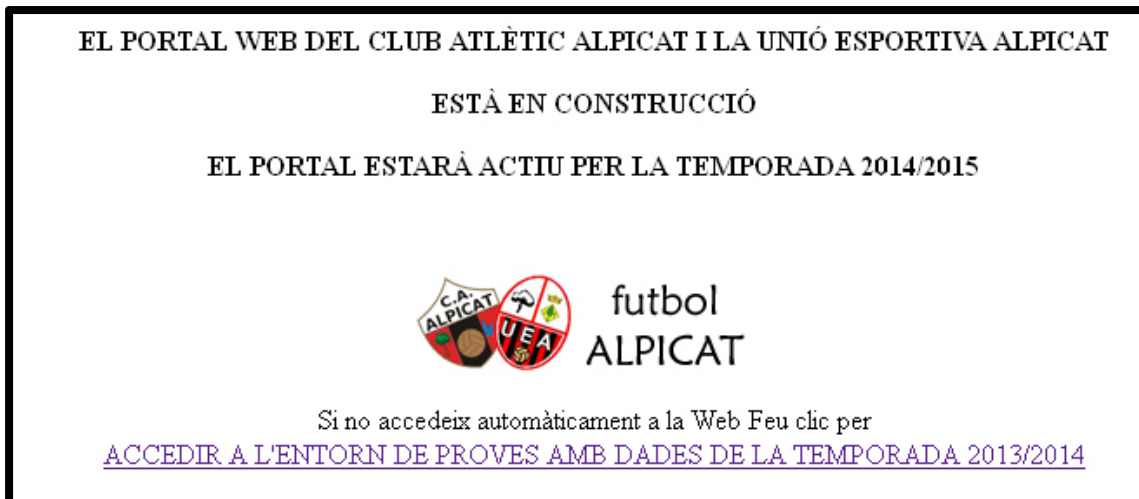 EL PORTAL WEB DEL CLUB ATLÈTIC ALPICAT I LA UNIÓ ESPORTIVA ALPICAT
ESTÀ EN CONSTRUCCIÓ
EL PORTAL ESTARÀ ACTIU PER LA TEMPORADA 2014/2015
C.A.
ALPICAT
UEA
futbol
ALPICAT
Si no accedeix automàticament a la Web Feu clic per
ACCEDIR A L'ENTORN DE PROVES AMB DADES DE LA TEMPORADA 2013/2014